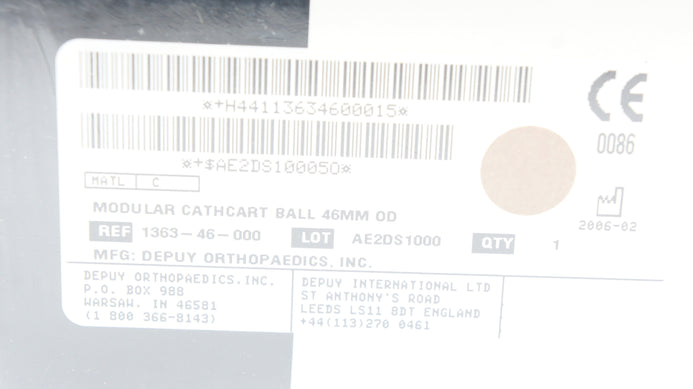 *+H44113634600015*
*+$AE2DS100050*
MATL C
MODULAR CATHCART BALL 46MM OD
REF 1363-46-000 LOT AE2DS1000 QTY 1
MFG: DEPUY ORTHOPAEDICS, INC.
DEPUY ORTHOPAEDICS.INC.
P.O. BOX 988
WARSAW. IN 46581
(1 800 366-8143)
DEPUY INTERNATIONAL LTD
ST ANTHONY'S ROAD
LEEDS LS11 8DT ENGLAND
+44(113)270 0461
CE
0086
2006-02